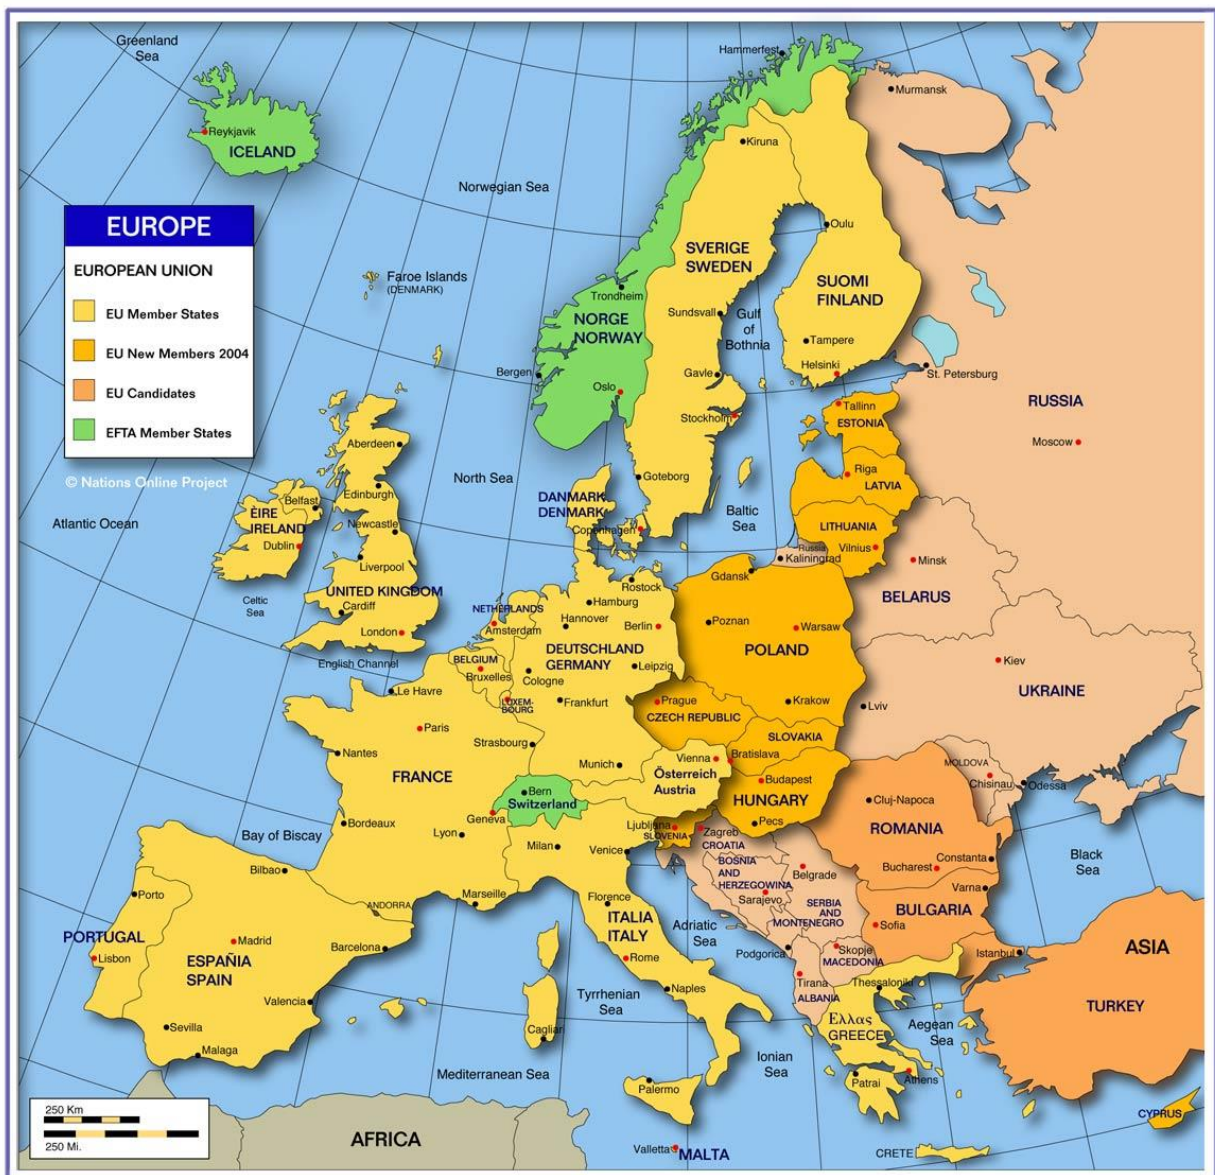 Greenland
Sea
Hammerfest
Murmansk
Reykjavik
ICELAND
Kiruna
Norwegian Sea
EUROPE
EUROPEAN UNION
EU Member States
EU New Members 2004
EU Candidates
EFTA Member States
© Nations Online Project
Oulu
SVERIGE
SWEDEN
SUOMI
FINLAND
Faroe Islands
(DENMARK)
Trondheim
NORGE
NORWAY
Sundsvall
Gulf
of
Bothnia
Tampere
Helsinki
St. Petersburg
Bergen
Gavle
Oslo
Stockholm
Tallinn
ESTONIA
RUSSIA
Moscow
Aberdeen
North Sea
Goteborg
Riga
LATVIA
Edinburgh
DANMARK
DENMARK
Baltic
Sea
Atlantic Ocean
Belfast
ÈIRE
IRELAND
Dublin
Newcastle
Copenhagen
LITHUANIA
Vilnius
Russia
Kaliningrad
Minsk
BELARUS
Liverpool
UNITED KINGDOM
Cardiff
London
Celtic
Sea
English Channel
Rostock
Gdansk
Hamburg
NETHERLANDS
Amsterdam
Hannover
Berlin
Poznan
Warsaw
POLAND
DEUTSCHLAND
GERMANY
Leipzig
BELGIUM
Bruxelles
Cologne
Kiev
UKRAINE
Le Havre
LUXEM-
BOURG
Frankfurt
Prague
CZECH REPUBLIC
Krakow
Lviv
Paris
Strasbourg
SLOVAKIA
Bratislava
Nantes
Munich
Vienna
Österreich
Austria
Budapest
HUNGARY
MOLDOVA
Chisinau
Odessa
FRANCE
Bern
Switzerland
Geneva
Cluj-Napoca
ROMANIA
Bordeaux
Lyon
Bay of Biscay
Milan
Venice
Ljubljana
SLOVENIA
Zagreb
CROATIA
Pecs
BOSNIA
AND
HERZEGOWINA
Sarajevo
Belgrade
Bucharest
Constanta
Black
Sea
Varna
Bilbao
Porto
ANDORRA
Marseille
Florence
ITALIA
ITALY
Adriatic
Sea
SERBIA
AND
MONTENEGRO
BULGARIA
Sofia
PORTUGAL
Lisbon
Madrid
ESPAÑIA
SPAIN
Barcelona
Rome
Podgorica
Skopje
MACEDONIA
Istanbul
ASIA
TURKEY
Tirana
ALBANIA
Thessaloniki
Valencia
Tyrrhenian
Sea
Naples
Sevilla
Malaga
Cagliari
Ελλας
GREECE
Aegean
Sea
Ionian
Sea
Mediterranean Sea
Palermo
Patrai
Athens
250 Km
250 Mi.
AFRICA
Valletta
MALTA
CRETE
CYPRUS